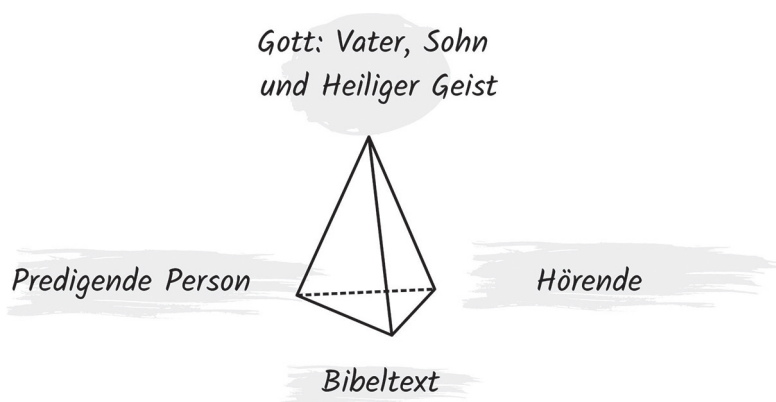 Gott: Vater, Sohn
und Heiliger Geist
Predigende Person
Hörende
Bibeltext